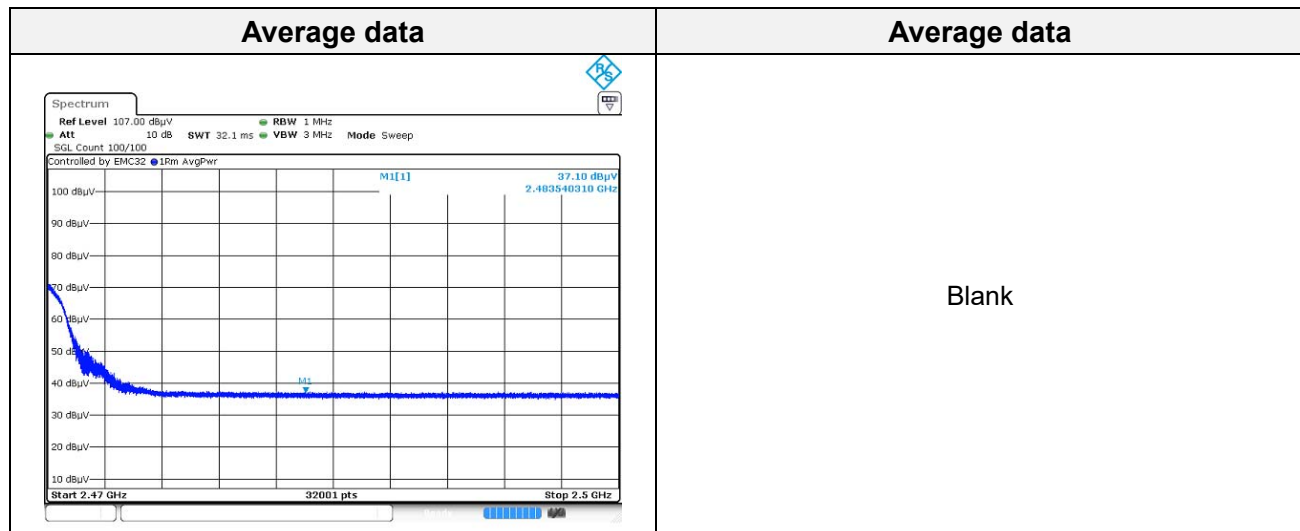 Average data
Average data
R&S
Spectrum
Ref Level 107.00 dBµV RBW 1 MHz
Att 10 dB SWT 32.1 ms VBW 3 MHz Mode Sweep
SGL Count 100/100
Controlled by EMC32 1Rm AvgPwr
M1[1] 37.10 dBµV
2.483540310 GHz
100 dBµV
90 dBµV
80 dBµV
70 dBµV
60 dBµV
50 dBµV
40 dBµV
M1
30 dBµV
20 dBµV
10 dBµV
Start 2.47 GHz 32001 pts Stop 2.5 GHz
Blank